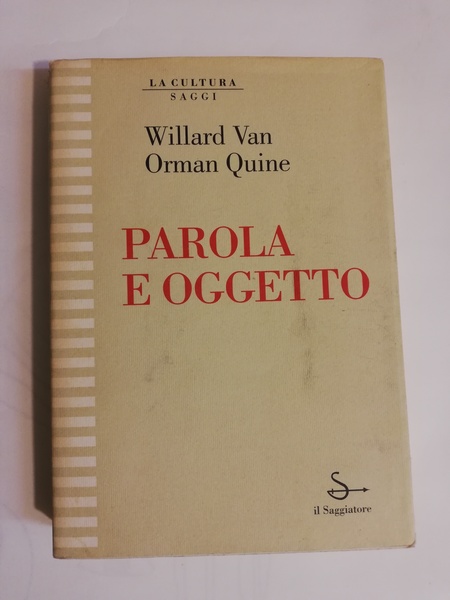 LA CULTURA
SAGGI
Willard Van
Orman Quine
PAROLA
E OGGETTO
il Saggiatore